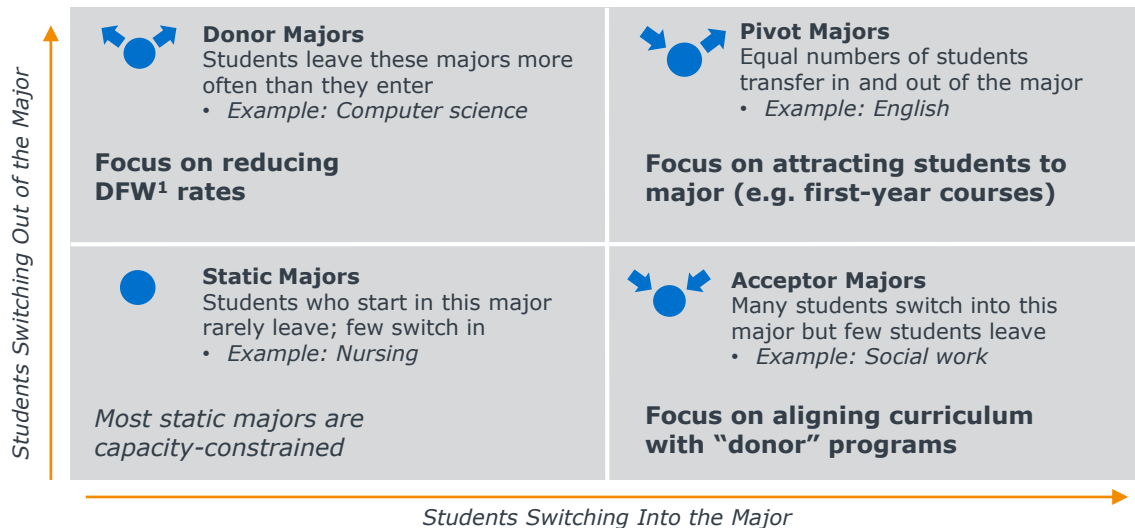 Students Switching Out of the Major
Donor Majors
Students leave these majors more
often than they enter
• Example: Computer science
Focus on reducing
DFW¹ rates
Pivot Majors
Equal numbers of students
transfer in and out of the major
• Example: English
Focus on attracting students to
major (e.g. first-year courses)
Static Majors
Students who start in this major
rarely leave; few switch in
• Example: Nursing
Most static majors are
capacity-constrained
Acceptor Majors
Many students switch into this
major but few students leave
• Example: Social work
Focus on aligning curriculum
with “donor” programs
Students Switching Into the Major